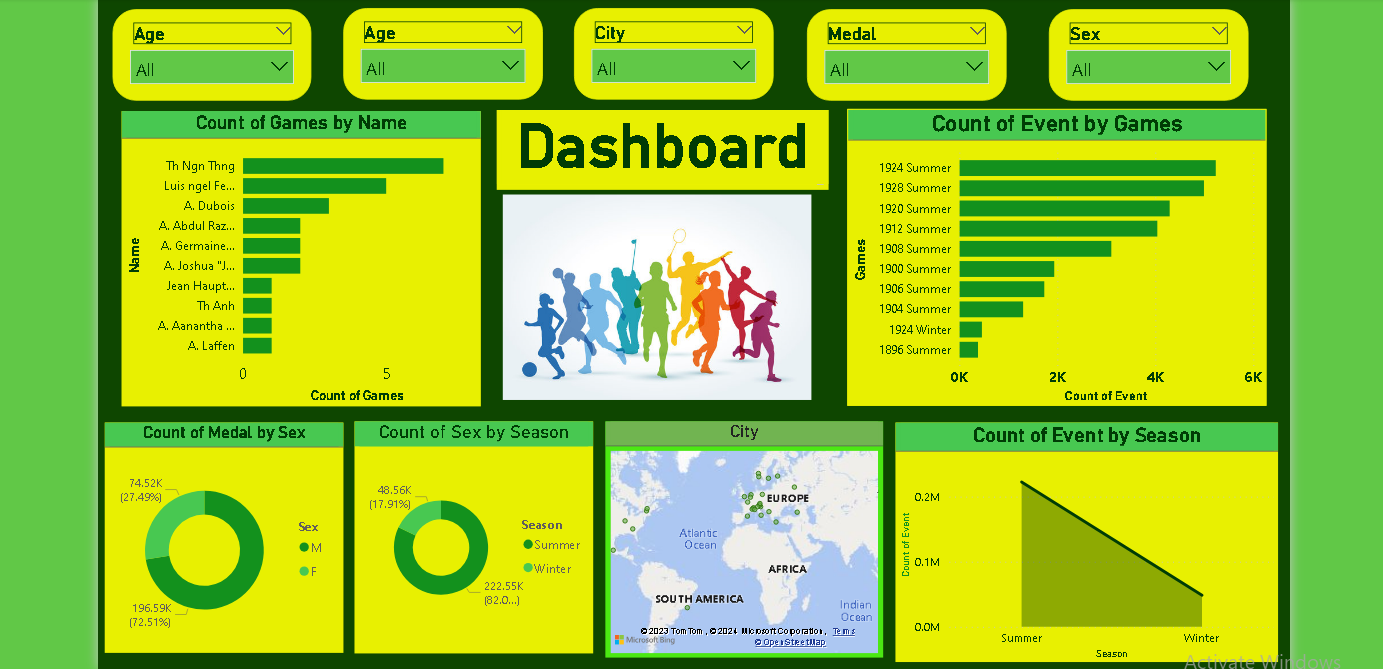 Age
All
Age
All
City
All
Medal
All
Sex
All
Count of Games by Name
Name
Th Ngn Thng
Luis ngel Fe...
A. Dubois
A. Abdul Raz...
A. Germaine...
A. Joshua "J...
Jean Haupt...
Th Anh
A. Aanantha ...
A. Laffen
0
5
Count of Games
Dashboard
Count of Event by Games
Games
1924 Summer
1928 Summer
1920 Summer
1912 Summer
1908 Summer
1900 Summer
1906 Summer
1904 Summer
1924 Winter
1896 Summer
0K
2K
4K
6K
Count of Event
Count of Medal by Sex
74.52K
(27.49%)
196.59K
(72.51%)
Sex
M
F
Count of Sex by Season
48.56K
(17.91%)
222.55K
(82.0...)
Season
Summer
Winter
City
EUROPE
Atlantic
Ocean
AFRICA
SOUTH AMERICA
Indian
Ocean
© 2023 TomTom, © 2024 Microsoft Corporation, Terms
Microsoft Bing
© OpenStreetMap
Count of Event by Season
Count of Event
0.2M
0.1M
0.0M
Summer
Winter
Season
Activate Windows